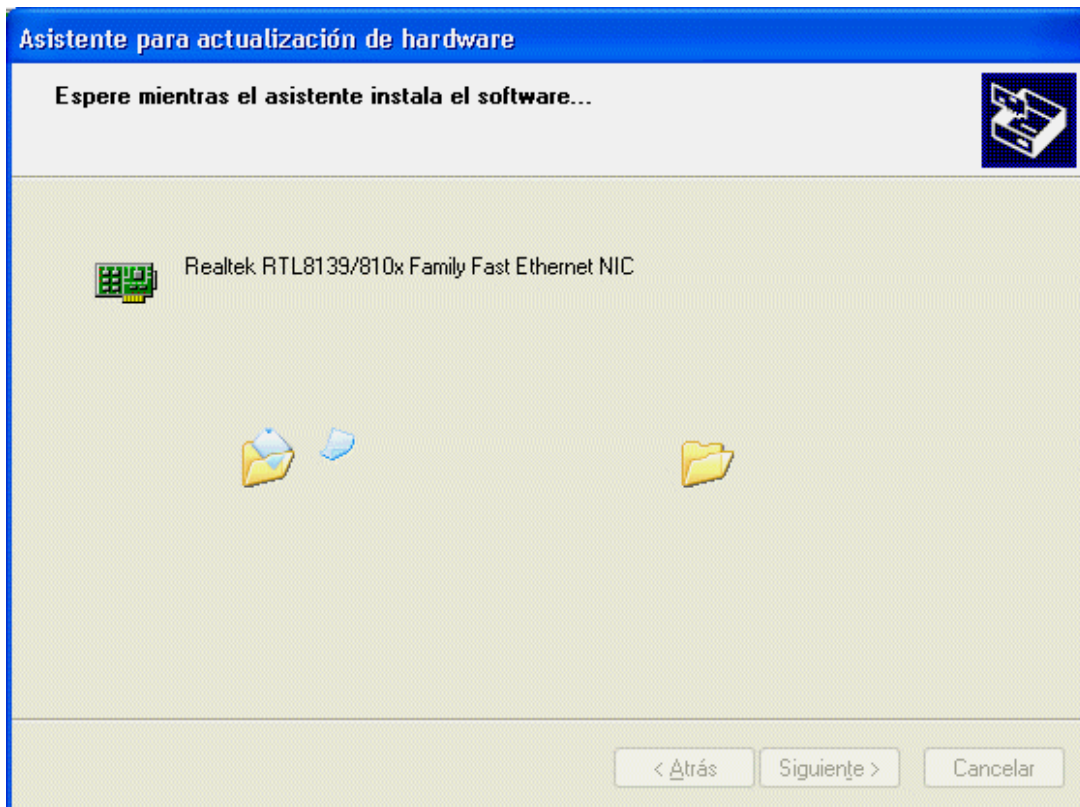 Asistente para actualización de hardware
Espere mientras el asistente instala el software...
Realtek RTL8139/810x Family Fast Ethernet NIC
< Atrás
Siguiente >
Cancelar